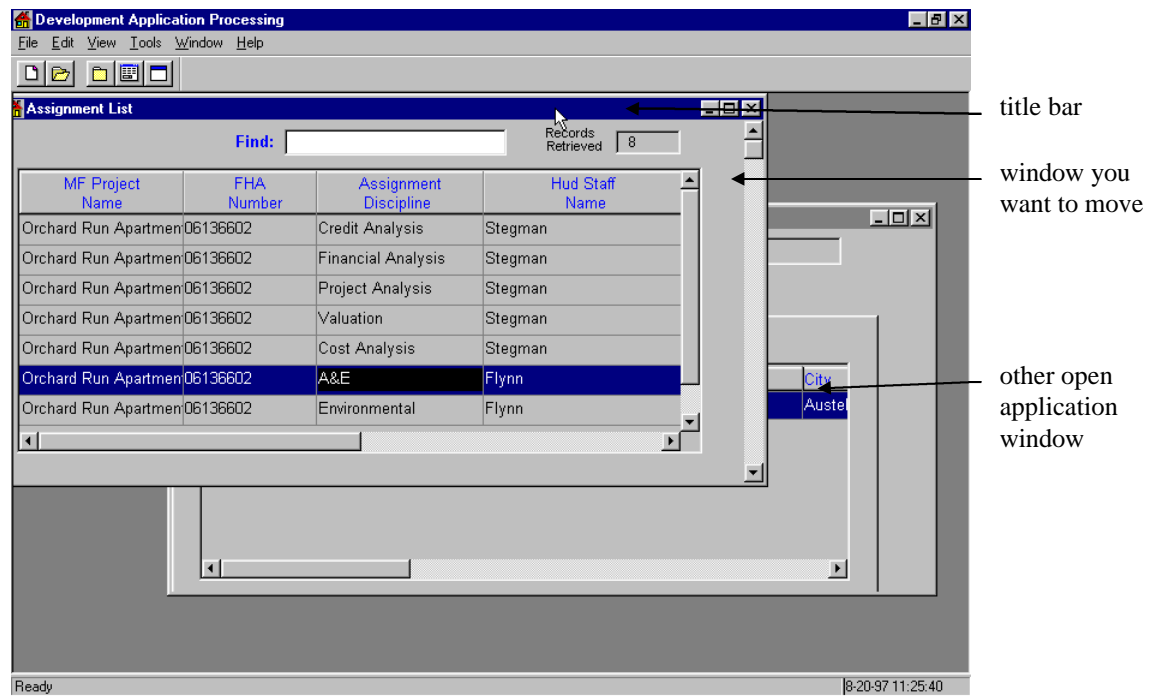 Development Application Processing
File Edit View Tools Window Help
Assignment List
Find:
Records
Retrieved 8
MF Project
Name
FHA
Number
Assignment
Discipline
Hud Staff
Name
Orchard Run Apartmen 06136602 Credit Analysis Stegman
Orchard Run Apartmen 06136602 Financial Analysis Stegman
Orchard Run Apartmen 06136602 Project Analysis Stegman
Orchard Run Apartmen 06136602 Valuation Stegman
Orchard Run Apartmen 06136602 Cost Analysis Stegman
Orchard Run Apartmen 06136602 A&E Flynn
Orchard Run Apartmen 06136602 Environmental Flynn
City
Austel
title bar
window you
want to move
other open
application
window
Ready 8-20-97 11:25:40